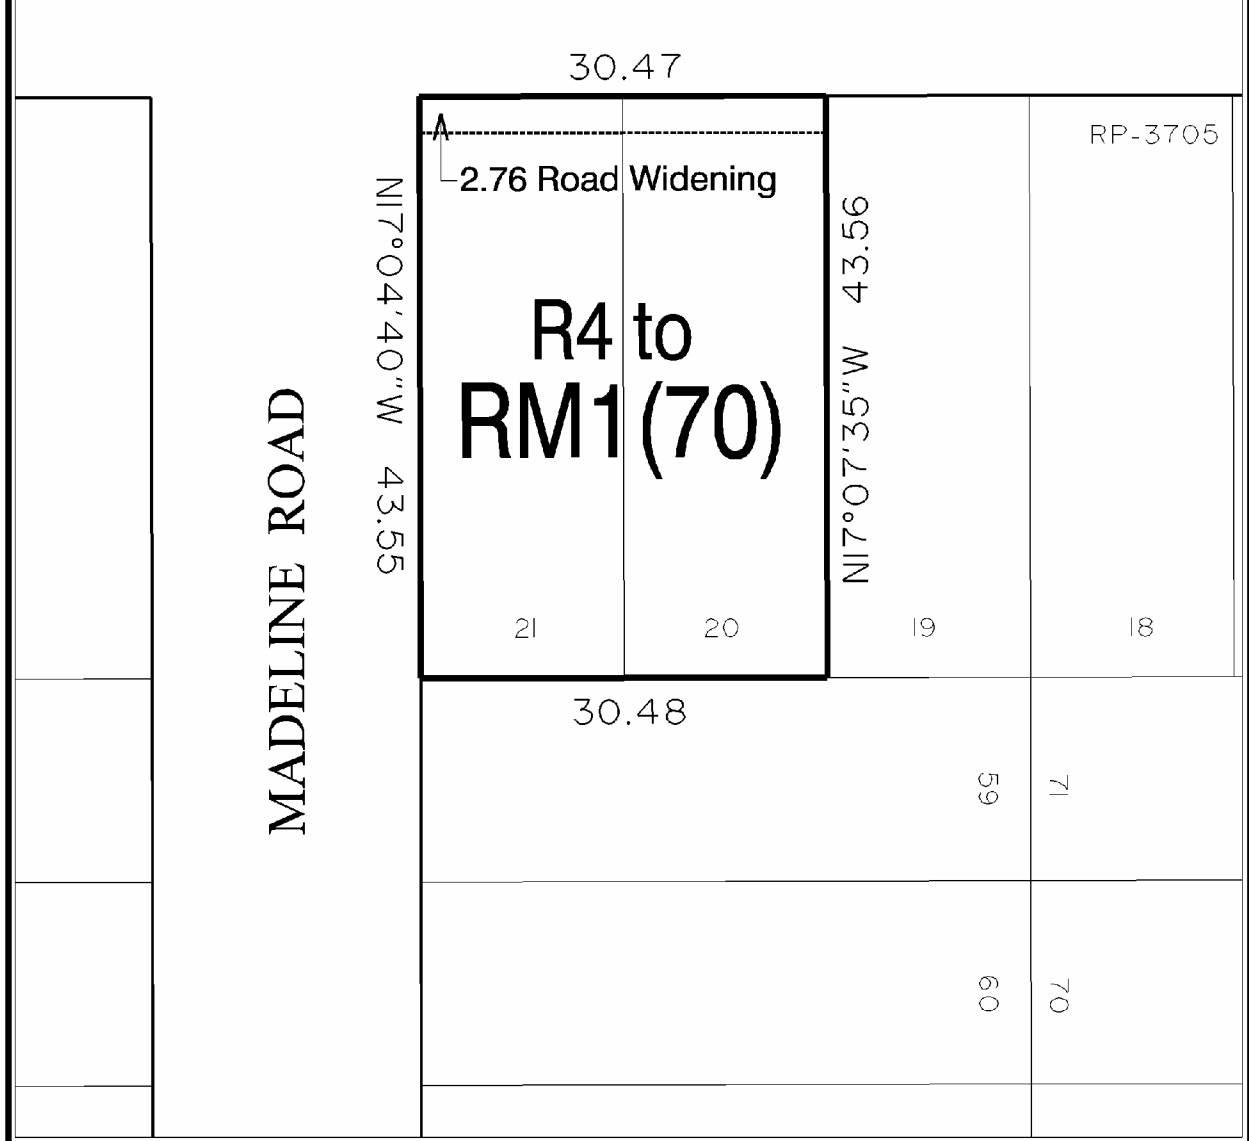 30.47
RP-3705
2.76 Road Widening
N17°04'40"W 43.55
N17°07'35"W 43.56
R4 to
RM1(70)
MADELINE ROAD
21
20
19
18
30.48
59
71
60
70